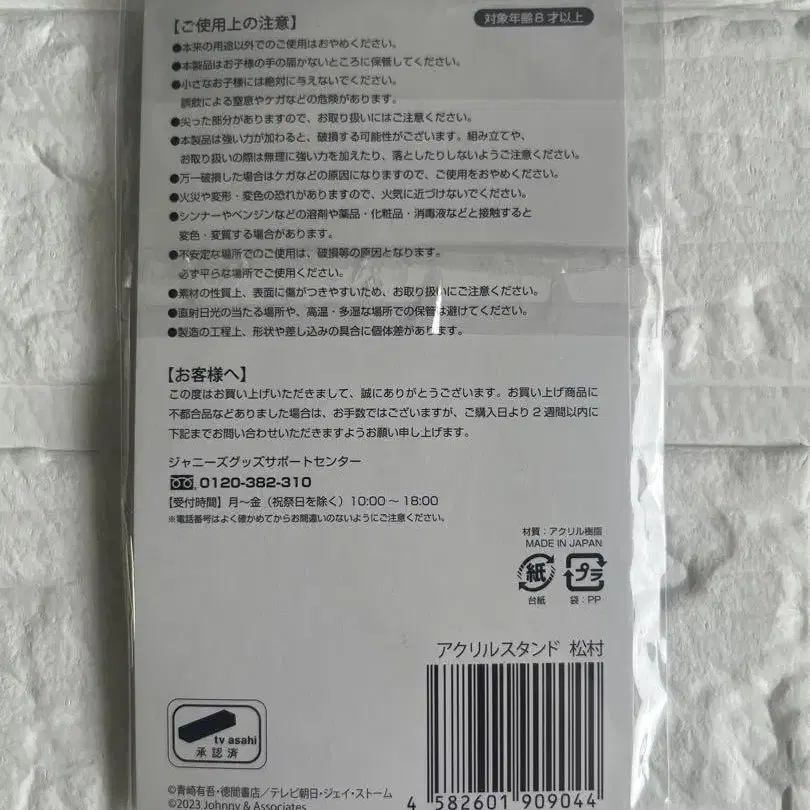 【ご使用上の注意】
対象年齢8才以上
●本来の用途以外でのご使用はおやめください。
●本製品はお子様の手の届かないところに保管してください。
●小さなお子様には絶対に与えないでください。
誤飲による窒息やケガなどの危険があります。
●尖った部分がありますので、お取り扱いにはご注意ください。
●本製品は強い力が加わると、破損する可能性がございます。組み立てや、
お取り扱いの際は無理に強い力を加えたり、落としたりしないようご注意ください。
●万一破損した場合はケガなどの原因になりますので、ご使用をおやめください。
●火災や変形・変色の恐れがありますので、火気に近づけないでください。
●シンナーやベンジンなどの溶剤や薬品・化粧品・消毒液などと接触すると
変色・変質する場合があります。
●不安定な場所でのご使用は、破損等の原因となります。
必ず平らな場所でご使用ください。
●素材の性質上、表面に傷がつきやすいため、お取り扱いにご注意ください。
●直射日光の当たる場所や、高温・多湿な場所での保管は避けてください。
●製造の工程上、形状や差し込みの具合に個体差があります。
【お客様へ】
この度はお買い上げいただきまして、誠にありがとうございます。お買い上げ商品に
不都合品などありました場合は、お手数ではございますが、ご購入日より2週間以内に
下記までお問い合わせいただきますようお願い申し上げます。
ジャニーズグッズサポートセンター
0120-382-310
【受付時間】月〜金（祝祭日を除く）10:00〜18:00
※電話番号はよく確かめてからお間違いのないようにご注意ください。
材質：アクリル樹脂
MADE IN JAPAN
紙 プラ
台紙 袋：PP
アクリルスタンド 松村
tv asahi
承認済
©青崎有吾・徳間書店／テレビ朝日・ジェイ・ストーム
©2023 Johnny & Associates
4 582601 909044